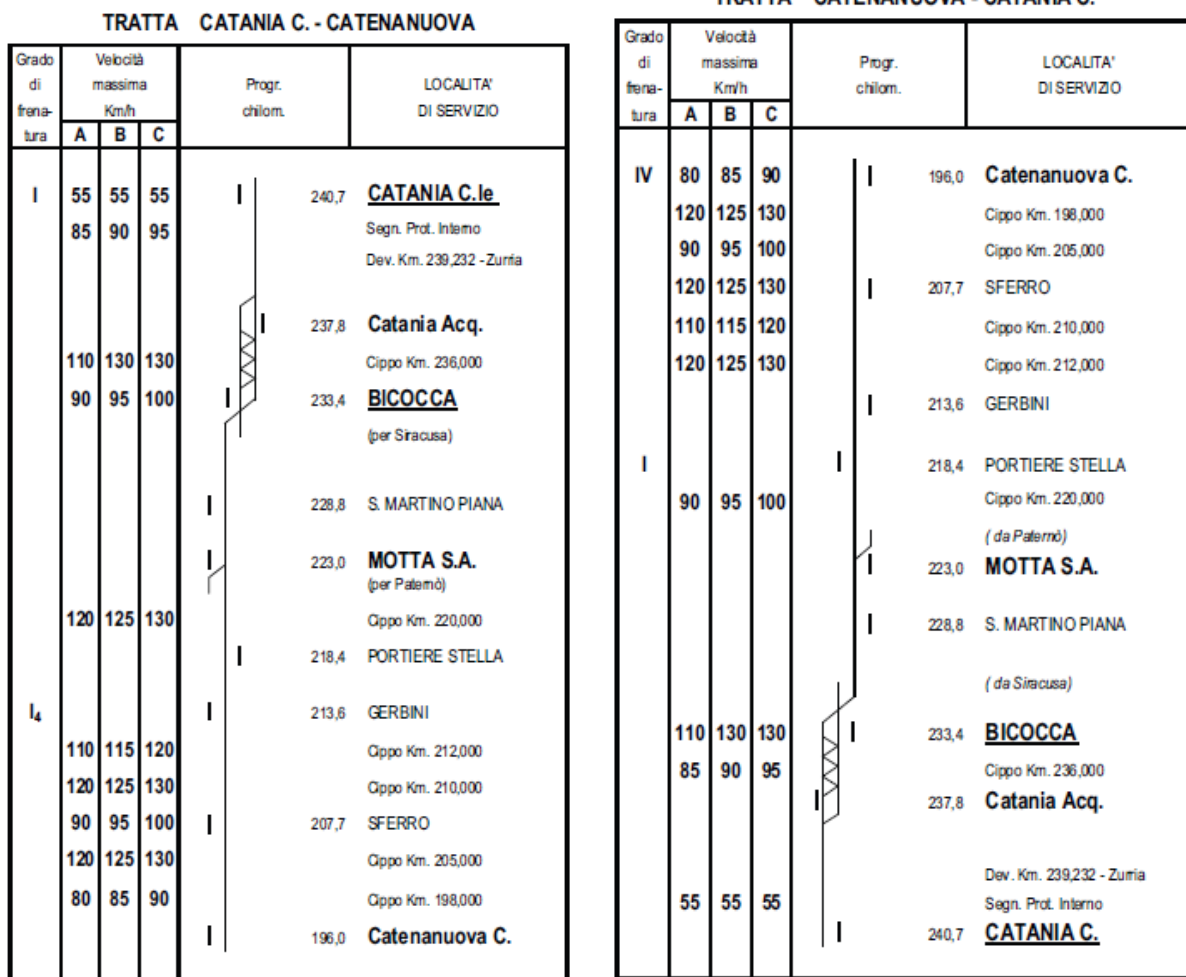 TRATTA CATANIA C. - CATENANUOVA
Grado di frenatura
Velocità massima Km/h
Progr. chilom.
LOCALITA' DI SERVIZIO
A B C
I 55 55 55 240,7 CATANIA C.le
85 90 95 Segn. Prot. Interno
Dev. Km. 239,232 - Zurria
237,8 Catania Acq.
110 130 130 Cippo Km. 236,000
90 95 100 233,4 BICOCCA
(per Siracusa)
228,8 S. MARTINO PIANA
223,0 MOTTA S.A.
(per Paternò)
120 125 130 Cippo Km. 220,000
218,4 PORTIERE STELLA
I4 213,6 GERBINI
110 115 120 Cippo Km. 212,000
120 125 130 Cippo Km. 210,000
90 95 100 207,7 SFERRO
120 125 130 Cippo Km. 205,000
80 85 90 Cippo Km. 198,000
196,0 Catenanuova C.
TRATTA CATENANUOVA - CATANIA C.
Grado di frenatura
Velocità massima Km/h
Progr. chilom.
LOCALITA' DI SERVIZIO
A B C
IV 80 85 90 196,0 Catenanuova C.
120 125 130 Cippo Km. 198,000
90 95 100 Cippo Km. 205,000
120 125 130 207,7 SFERRO
110 115 120 Cippo Km. 210,000
120 125 130 Cippo Km. 212,000
213,6 GERBINI
I 218,4 PORTIERE STELLA
90 95 100 Cippo Km. 220,000
( da Paternò)
223,0 MOTTA S.A.
228,8 S. MARTINO PIANA
( da Siracusa)
110 130 130 233,4 BICOCCA
85 90 95 Cippo Km. 236,000
237,8 Catania Acq.
Dev. Km. 239,232 - Zurria
55 55 55 Segn. Prot. Interno
240,7 CATANIA C.